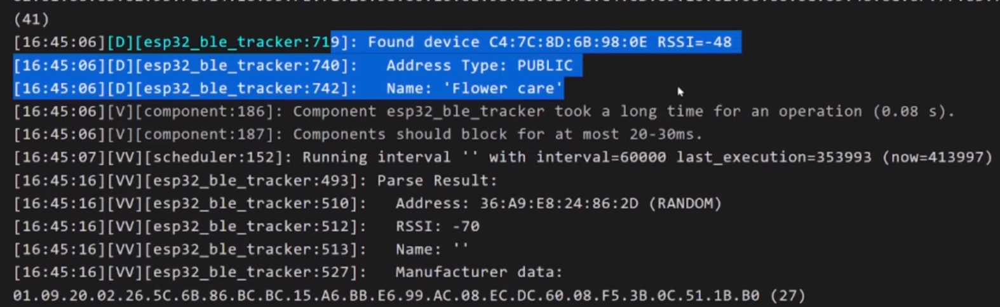 (41)
[16:45:06][D][esp32_ble_tracker:719]: Found device C4:7C:8D:6B:98:0E RSSI=-48
[16:45:06][D][esp32_ble_tracker:740]:   Address Type: PUBLIC
[16:45:06][D][esp32_ble_tracker:742]:   Name: 'Flower care'
[16:45:06][V][component:186]: Component esp32_ble_tracker took a long time for an operation (0.08 s).
[16:45:06][V][component:187]: Components should block for at most 20-30ms.
[16:45:07][VV][scheduler:152]: Running interval '' with interval=60000 last_execution=353993 (now=413997)
[16:45:16][VV][esp32_ble_tracker:493]: Parse Result:
[16:45:16][VV][esp32_ble_tracker:510]:   Address: 36:A9:E8:24:86:2D (RANDOM)
[16:45:16][VV][esp32_ble_tracker:512]:   RSSI: -70
[16:45:16][VV][esp32_ble_tracker:513]:   Name: ''
[16:45:16][VV][esp32_ble_tracker:527]:   Manufacturer data:
01.09.20.02.26.5C.6B.86.BC.BC.15.A6.BB.E6.99.AC.08.EC.DC.60.08.F5.3B.0C.51.1B.B0 (27)